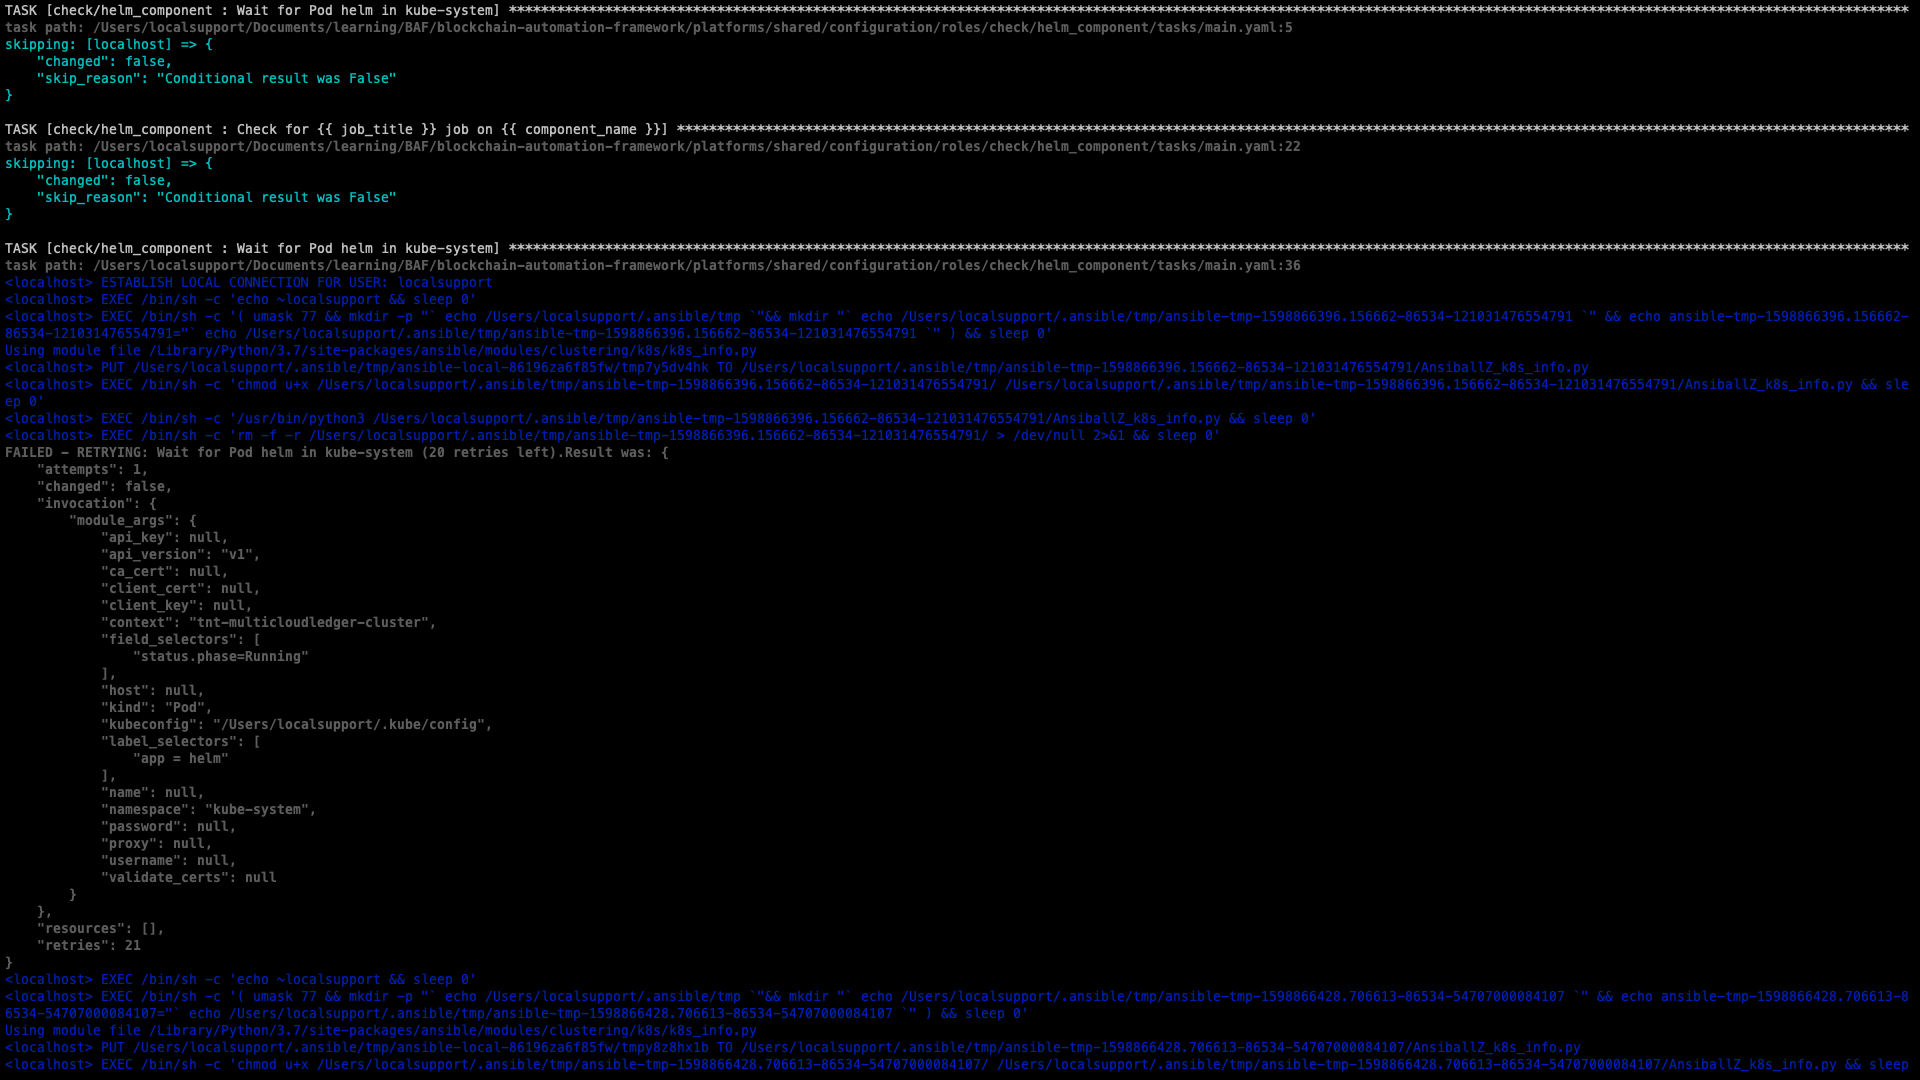 TASK [check/helm_component : Wait for Pod helm in kube-system] *******************************************************************************************************************************************************************************
task path: /Users/localsupport/Documents/learning/BAF/blockchain-automation-framework/platforms/shared/configuration/roles/check/helm_component/tasks/main.yaml:5
skipping: [localhost] => {
    "changed": false,
    "skip_reason": "Conditional result was False"
}

TASK [check/helm_component : Check for {{ job_title }} job on {{ component_name }}] **********************************************************************************************************************************************************
task path: /Users/localsupport/Documents/learning/BAF/blockchain-automation-framework/platforms/shared/configuration/roles/check/helm_component/tasks/main.yaml:22
skipping: [localhost] => {
    "changed": false,
    "skip_reason": "Conditional result was False"
}

TASK [check/helm_component : Wait for Pod helm in kube-system] *******************************************************************************************************************************************************************************
task path: /Users/localsupport/Documents/learning/BAF/blockchain-automation-framework/platforms/shared/configuration/roles/check/helm_component/tasks/main.yaml:36
<localhost> ESTABLISH LOCAL CONNECTION FOR USER: localsupport
<localhost> EXEC /bin/sh -c 'echo ~localsupport && sleep 0'
<localhost> EXEC /bin/sh -c '( umask 77 && mkdir -p "` echo /Users/localsupport/.ansible/tmp `"&& mkdir "` echo /Users/localsupport/.ansible/tmp/ansible-tmp-1598866396.156662-86534-121031476554791 `" && echo ansible-tmp-1598866396.156662-
86534-121031476554791="` echo /Users/localsupport/.ansible/tmp/ansible-tmp-1598866396.156662-86534-121031476554791 `" ) && sleep 0'
Using module file /Library/Python/3.7/site-packages/ansible/modules/clustering/k8s/k8s_info.py
<localhost> PUT /Users/localsupport/.ansible/tmp/ansible-local-86196za6f85fw/tmp7y5dv4hk TO /Users/localsupport/.ansible/tmp/ansible-tmp-1598866396.156662-86534-121031476554791/AnsiballZ_k8s_info.py
<localhost> EXEC /bin/sh -c 'chmod u+x /Users/localsupport/.ansible/tmp/ansible-tmp-1598866396.156662-86534-121031476554791/ /Users/localsupport/.ansible/tmp/ansible-tmp-1598866396.156662-86534-121031476554791/AnsiballZ_k8s_info.py && sle
ep 0'
<localhost> EXEC /bin/sh -c '/usr/bin/python3 /Users/localsupport/.ansible/tmp/ansible-tmp-1598866396.156662-86534-121031476554791/AnsiballZ_k8s_info.py && sleep 0'
<localhost> EXEC /bin/sh -c 'rm -f -r /Users/localsupport/.ansible/tmp/ansible-tmp-1598866396.156662-86534-121031476554791/ > /dev/null 2>&1 && sleep 0'
FAILED - RETRYING: Wait for Pod helm in kube-system (20 retries left).Result was: {
    "attempts": 1,
    "changed": false,
    "invocation": {
        "module_args": {
            "api_key": null,
            "api_version": "v1",
            "ca_cert": null,
            "client_cert": null,
            "client_key": null,
            "context": "tnt-multicloudledger-cluster",
            "field_selectors": [
                "status.phase=Running"
            ],
            "host": null,
            "kind": "Pod",
            "kubeconfig": "/Users/localsupport/.kube/config",
            "label_selectors": [
                "app = helm"
            ],
            "name": null,
            "namespace": "kube-system",
            "password": null,
            "proxy": null,
            "username": null,
            "validate_certs": null
        }
    },
    "resources": [],
    "retries": 21
}
<localhost> EXEC /bin/sh -c 'echo ~localsupport && sleep 0'
<localhost> EXEC /bin/sh -c '( umask 77 && mkdir -p "` echo /Users/localsupport/.ansible/tmp `"&& mkdir "` echo /Users/localsupport/.ansible/tmp/ansible-tmp-1598866428.706613-86534-54707000084107 `" && echo ansible-tmp-1598866428.706613-8
6534-54707000084107="` echo /Users/localsupport/.ansible/tmp/ansible-tmp-1598866428.706613-86534-54707000084107 `" ) && sleep 0'
Using module file /Library/Python/3.7/site-packages/ansible/modules/clustering/k8s/k8s_info.py
<localhost> PUT /Users/localsupport/.ansible/tmp/ansible-local-86196za6f85fw/tmpy8z8hx1b TO /Users/localsupport/.ansible/tmp/ansible-tmp-1598866428.706613-86534-54707000084107/AnsiballZ_k8s_info.py
<localhost> EXEC /bin/sh -c 'chmod u+x /Users/localsupport/.ansible/tmp/ansible-tmp-1598866428.706613-86534-54707000084107/ /Users/localsupport/.ansible/tmp/ansible-tmp-1598866428.706613-86534-54707000084107/AnsiballZ_k8s_info.py && sleep